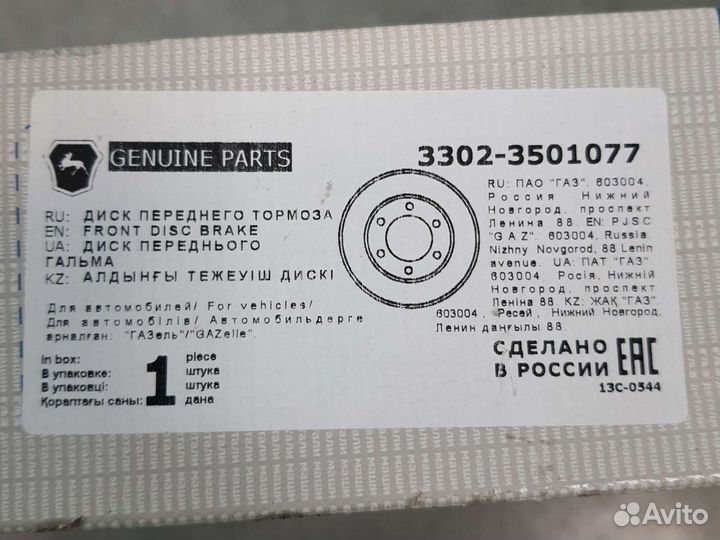 GENUINE PARTS
3302-3501077
RU: ДИСК ПЕРЕДНЕГО ТОРМОЗА
EN: FRONT DISC BRAKE
UA: ДИСК ПЕРЕДНЬОГО
ГАЛЬМА
KZ: АЛДЫНҒЫ ТЕЖЕУІШ ДИСКІ
Для автомобилей/ For vehicles/
Для автомобілів/ Автомобильдерге
арналған: "ГАЗель"/"GAZelle"
In box:
В упаковке:
В упаковці:
Қораптағы саны:
1
piece
штука
штука
дана
RU: ПАО "ГАЗ". 603004,
Россия Нижний
Новгород, проспект
Ленина 88. EN: PJSC
"GAZ". 603004, Russia.
Nizhny Novgorod, 88 Lenin
avenue. UA: ПАТ "ГАЗ"
603004, Росія, Нижній
Новгород, проспект
Леніна 88. KZ: ЖАҚ "ГАЗ".
603004, Ресей, Нижний Новгород,
Ленин даңғылы 88.
СДЕЛАНО
В РОССИИ
ЕАС
13С-0544
Avito